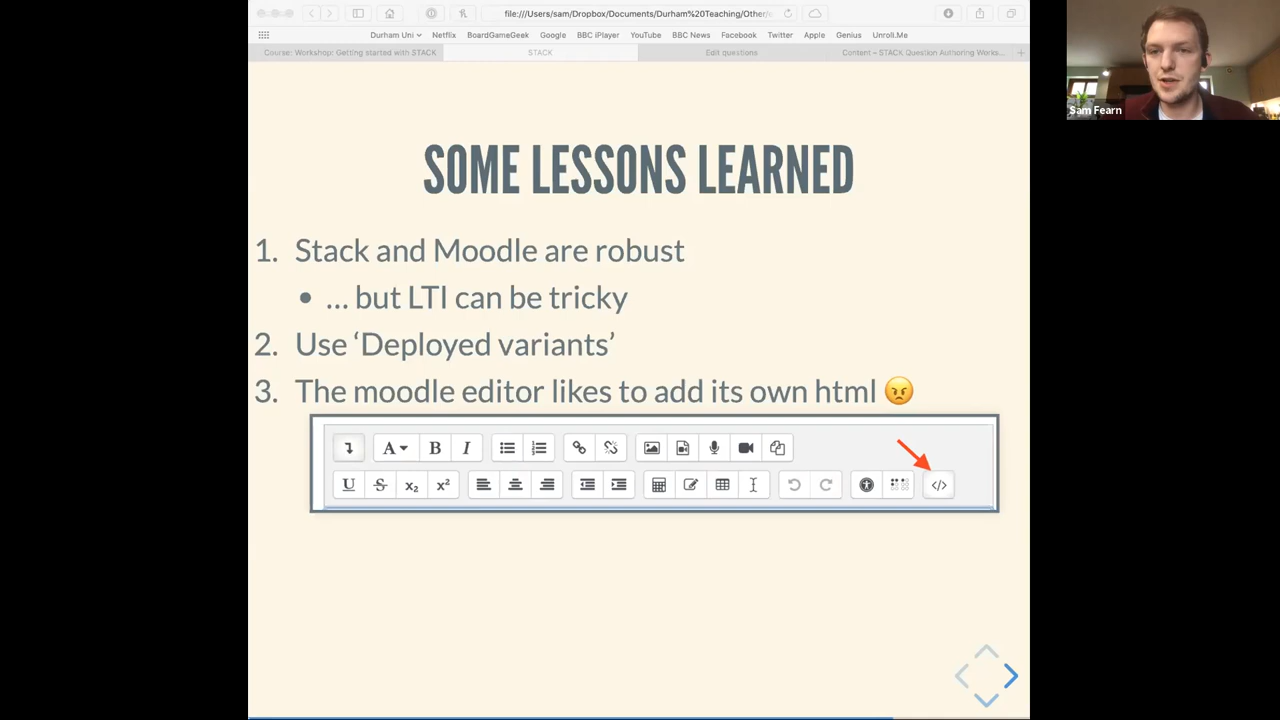 file:///Users/sam/Dropbox/Documents/Durham%20Teaching/Other/
Durham Uni Netflix BoardGameGeek Google BBC iPlayer YouTube BBC News Facebook Twitter Apple Genius Unroll.Me
Course: Workshop: Getting started with STACK STACK Edit questions Content – STACK Question Authoring Works...
Sam Fearn
SOME LESSONS LEARNED
1. Stack and Moodle are robust
• ... but LTI can be tricky
2. Use ‘Deployed variants’
3. The moodle editor likes to add its own html 😠
A B I
U S x₂ x² </>